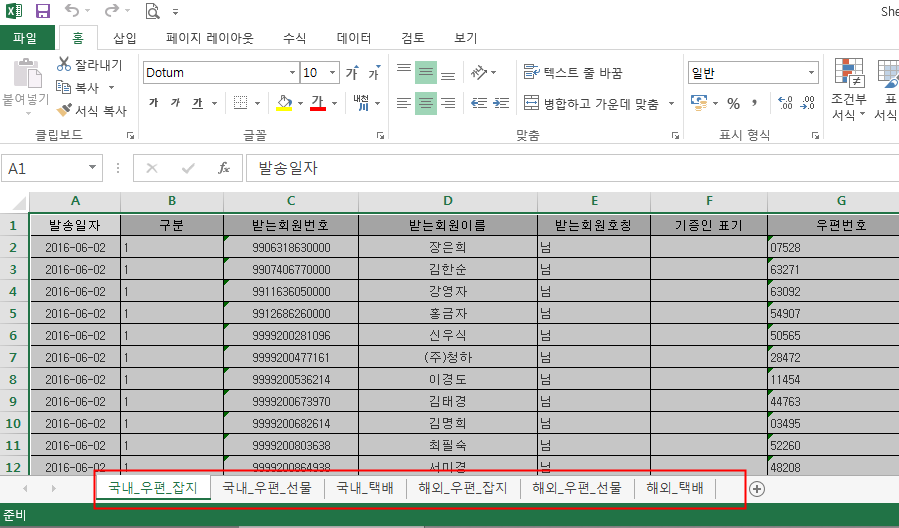 She
파일 홈 삽입 페이지 레이아웃 수식 데이터 검토 보기
붙여넣기 잘라내기 복사 서식 복사 클립보드
Dotum 10 가 가
가 가 가 가 내천 글꼴
텍스트 줄 바꿈
병합하고 가운데 맞춤
맞춤
일반
% , .0 .00
표시 형식
조건부 서식 표 서식
A1 fx 발송일자
A B C D E F G
1 발송일자 구분 받는회원번호 받는회원이름 받는회원호칭 기증인 표기 우편번호
2 2016-06-02 1 9906318630000 장은희 님 07528
3 2016-06-02 1 9907406770000 김한순 님 63271
4 2016-06-02 1 9911636050000 강영자 님 63092
5 2016-06-02 1 9912686260000 홍금자 님 54907
6 2016-06-02 1 9999200281096 신우식 님 50565
7 2016-06-02 1 9999200477161 (주)청하 님 28472
8 2016-06-02 1 9999200536214 이경도 님 11454
9 2016-06-02 1 9999200673970 김태경 님 44763
10 2016-06-02 1 9999200682614 김명희 님 03495
11 2016-06-02 1 9999200803638 최필숙 님 52260
12 2016-06-02 1 9999200864938 서미경 님 48208
국내_우편_잡지 국내_우편_선물 국내_택배 해외_우편_잡지 해외_우편_선물 해외_택배
준비